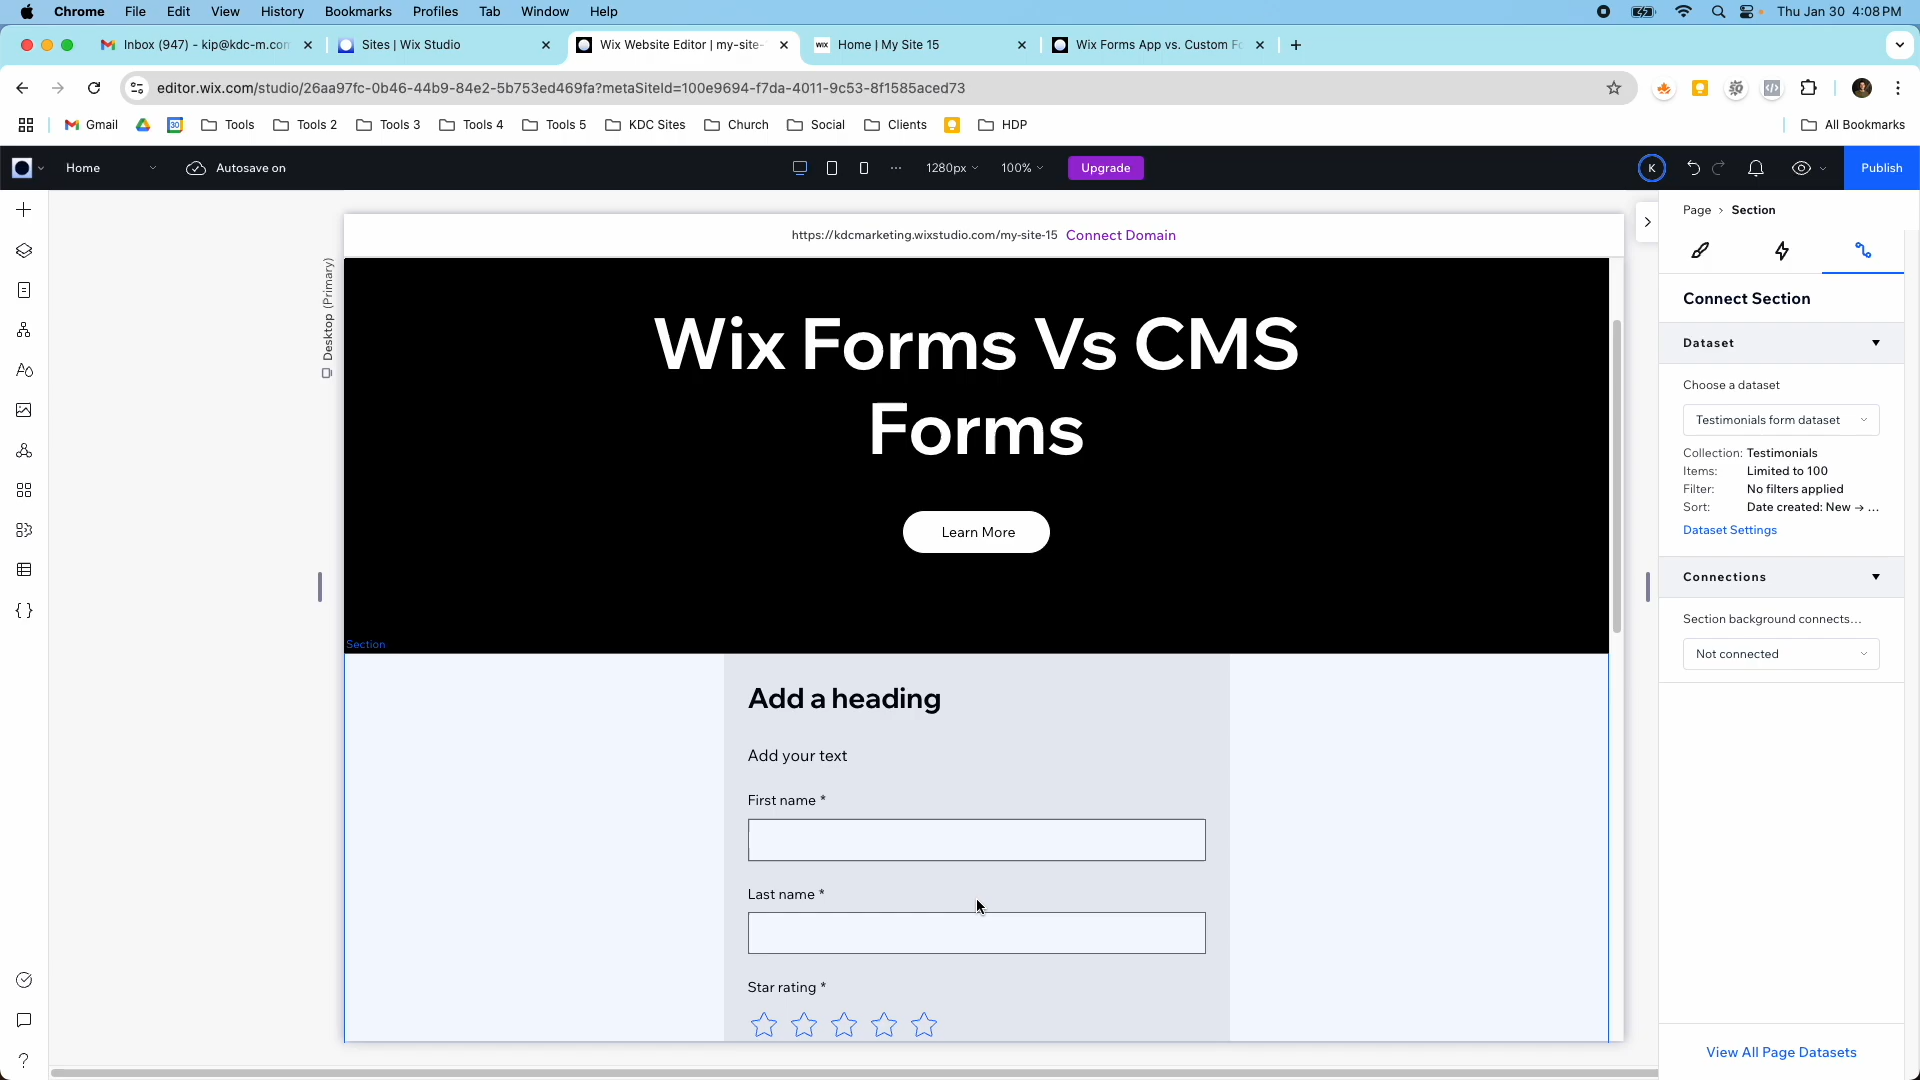 Chrome File Edit View History Bookmarks Profiles Tab Window Help Thu Jan 30 4:08 PM
Inbox (947) - kip@kdc-m.con Sites | Wix Studio Wix Website Editor | my-site- WIX Home | My Site 15 Wix Forms App vs. Custom Fo
editor.wix.com/studio/26aa97fc-0b46-44b9-84e2-5b753ed469fa?metaSiteId=100e9694-f7da-4011-9c53-8f1585aced73
Gmail 30 Tools Tools 2 Tools 3 Tools 4 Tools 5 KDC Sites Church Social Clients HDP All Bookmarks
Home Autosave on ... 1280px 100% Upgrade K Publish
Page > Section
https://kdcmarketing.wixstudio.com/my-site-15 Connect Domain
Desktop (Primary)
Wix Forms Vs CMS
Forms
Learn More
Section
Add a heading
Add your text
First name *
Last name *
Star rating *
Connect Section
Dataset
Choose a dataset
Testimonials form dataset
Collection: Testimonials
Items: Limited to 100
Filter: No filters applied
Sort: Date created: New → ...
Dataset Settings
Connections
Section background connects...
Not connected
View All Page Datasets